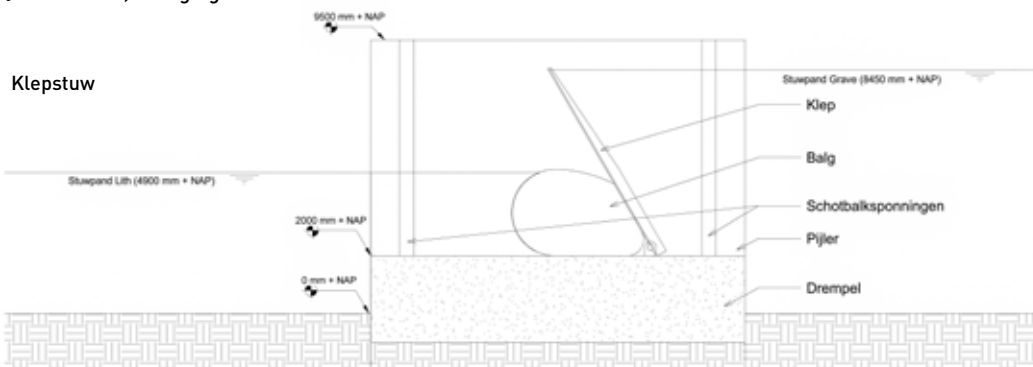 9500 mm + NAP
Klepstuw
Stuwpand Grave (8450 mm + NAP)
Klep
Balg
Stuwpand Lith (4900 mm + NAP)
Schotbalksponningen
2000 mm + NAP
Pijler
0 mm + NAP
Drempel